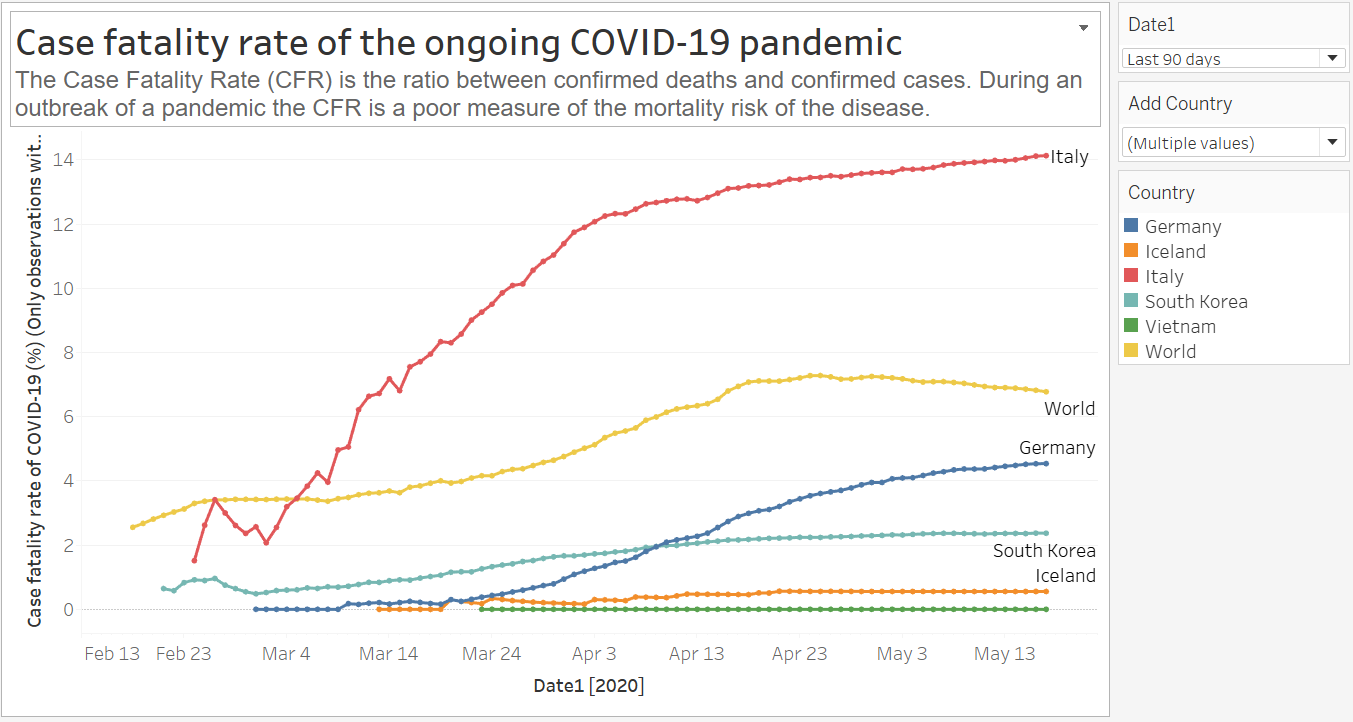 Case fatality rate of the ongoing COVID-19 pandemic
The Case Fatality Rate (CFR) is the ratio between confirmed deaths and confirmed cases. During an
outbreak of a pandemic the CFR is a poor measure of the mortality risk of the disease.
Case fatality rate of COVID-19 (%) (Only observations wit..
14
12
10
8
6
4
2
0
Italy
World
Germany
South Korea
Iceland
Feb 13 Feb 23 Mar 4 Mar 14 Mar 24 Apr 3 Apr 13 Apr 23 May 3 May 13
Date1 [2020]
Date1
Last 90 days
Add Country
(Multiple values)
Country
Germany
Iceland
Italy
South Korea
Vietnam
World